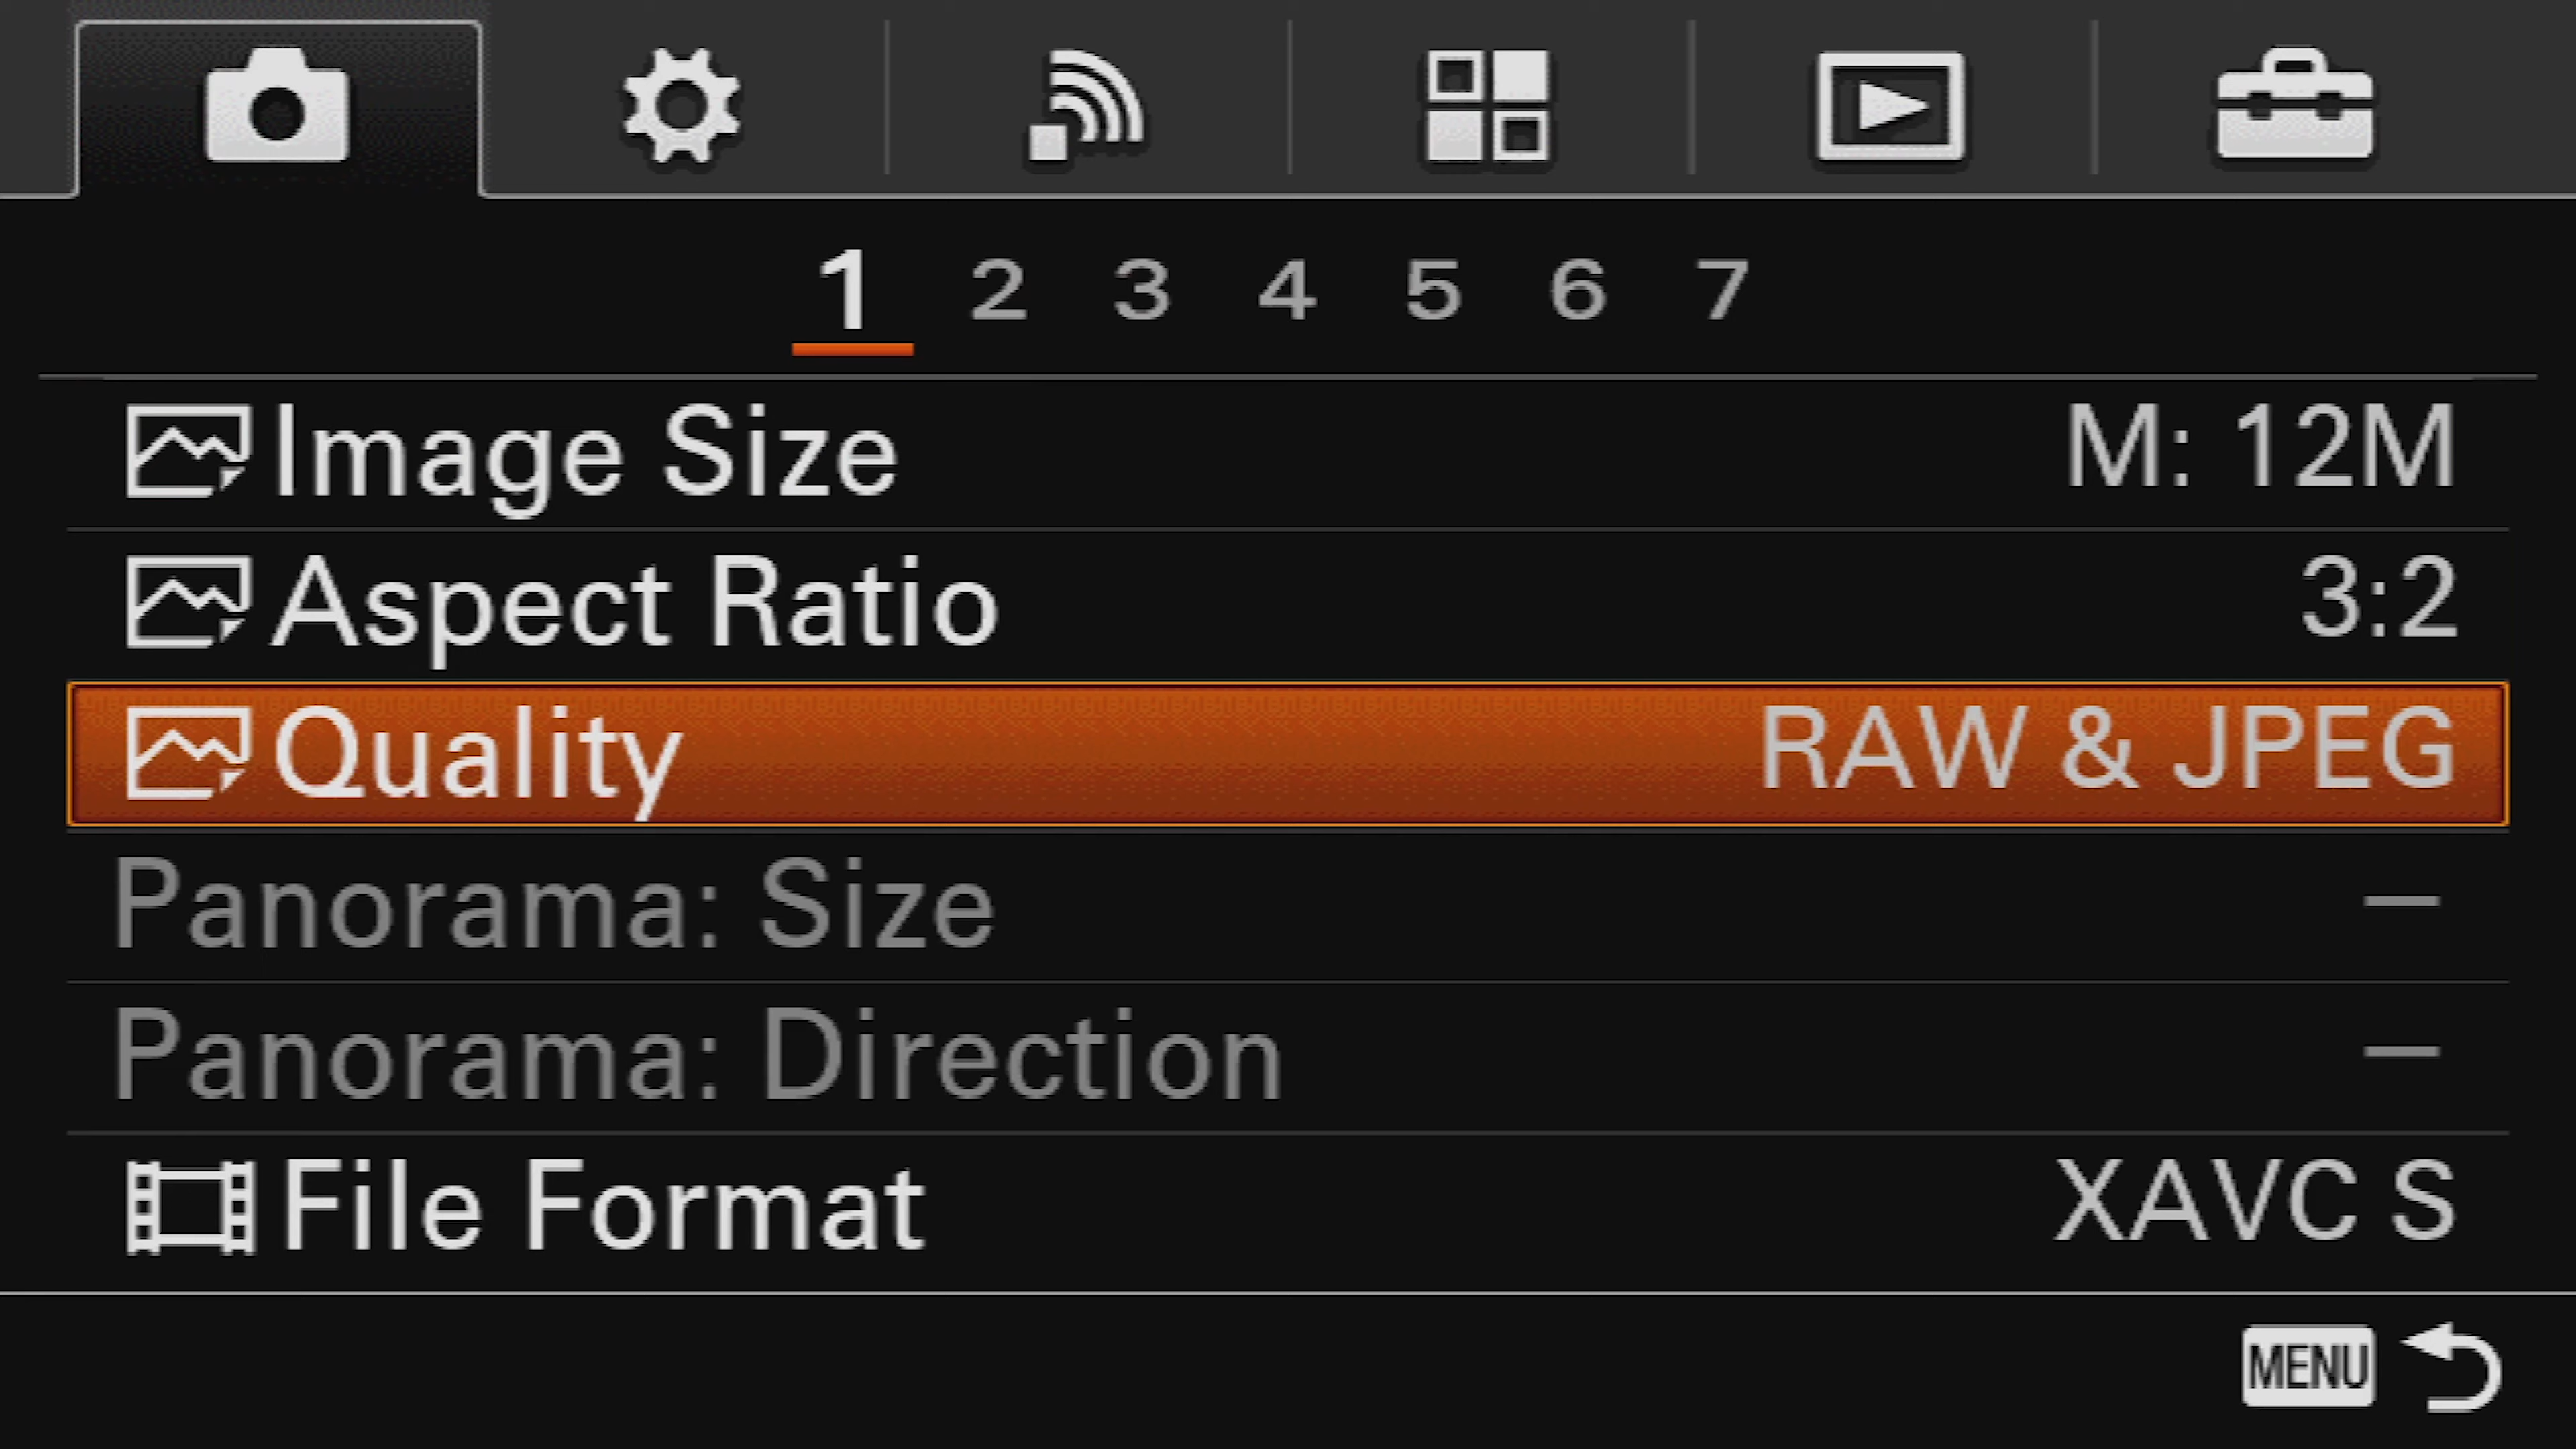 1 2 3 4 5 6 7
Image Size M: 12M
Aspect Ratio 3:2
Quality RAW & JPEG
Panorama: Size –
Panorama: Direction –
File Format XAVC S
MENU